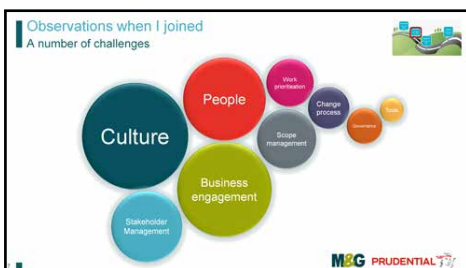 Observations when I joined
A number of challenges
Culture
People
Work
prioritisation
Change
process
Governance
Tools
Scope
management
Business
engagement
Stakeholder
Management
M&G PRUDENTIAL